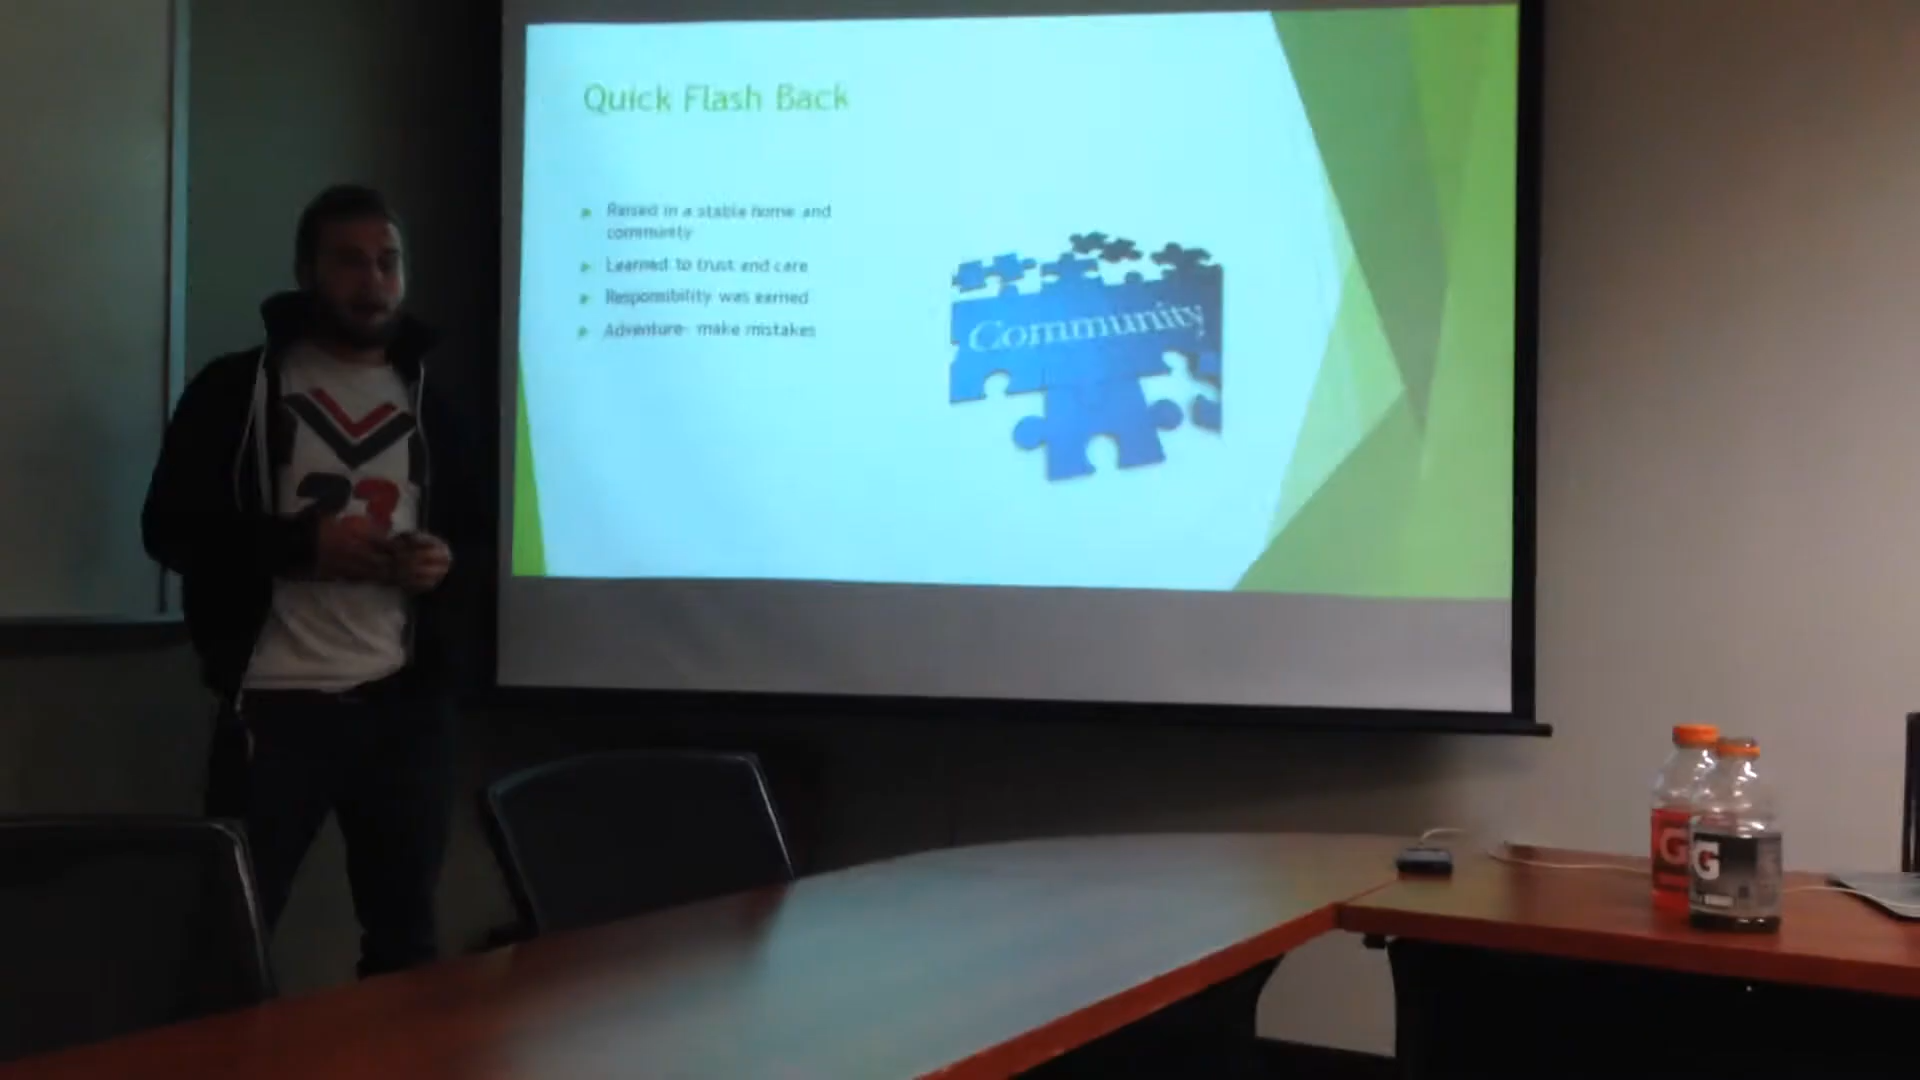 Quick Flash Back
Raised in a stable home and
community
Learned to trust and care
Responsibility was earned
Adventure- make mistakes
Community
23
G
G